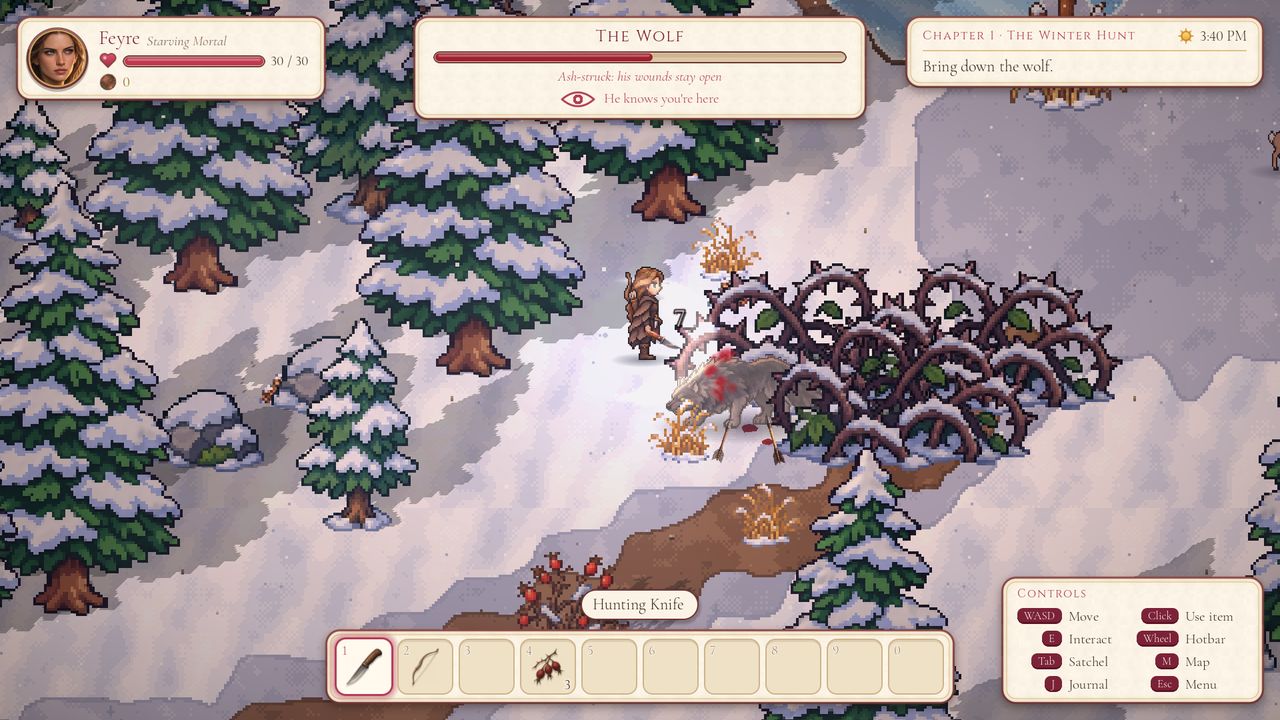 Feyre Starving Mortal
30 / 30
0
THE WOLF
Ash-struck: his wounds stay open
He knows you're here
CHAPTER I · THE WINTER HUNT 3:40 PM
Bring down the wolf.
7
Hunting Knife
1 2 3 4 5 6 7 8 9 0
3
CONTROLS
WASD Move Click Use item
E Interact Wheel Hotbar
Tab Satchel M Map
J Journal Esc Menu